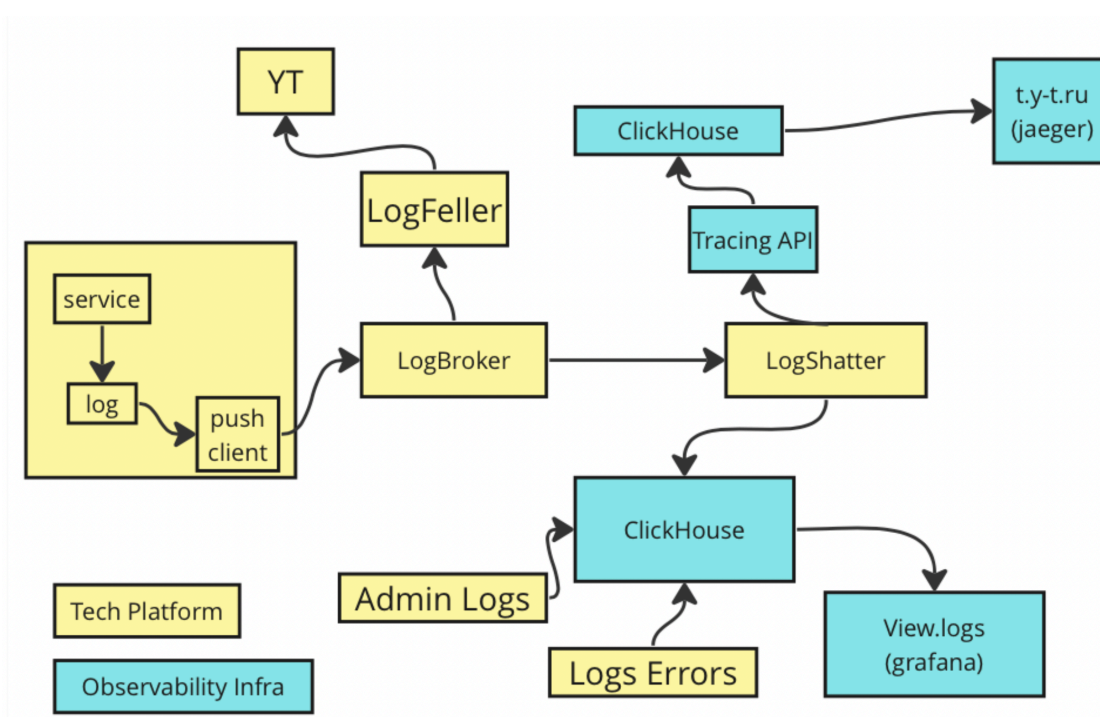 YT
ClickHouse
t.y-t.ru
(jaeger)
LogFeller
Tracing API
service
log
push
client
LogBroker
LogShatter
ClickHouse
Admin Logs
Logs Errors
View.logs
(grafana)
Tech Platform
Observability Infra